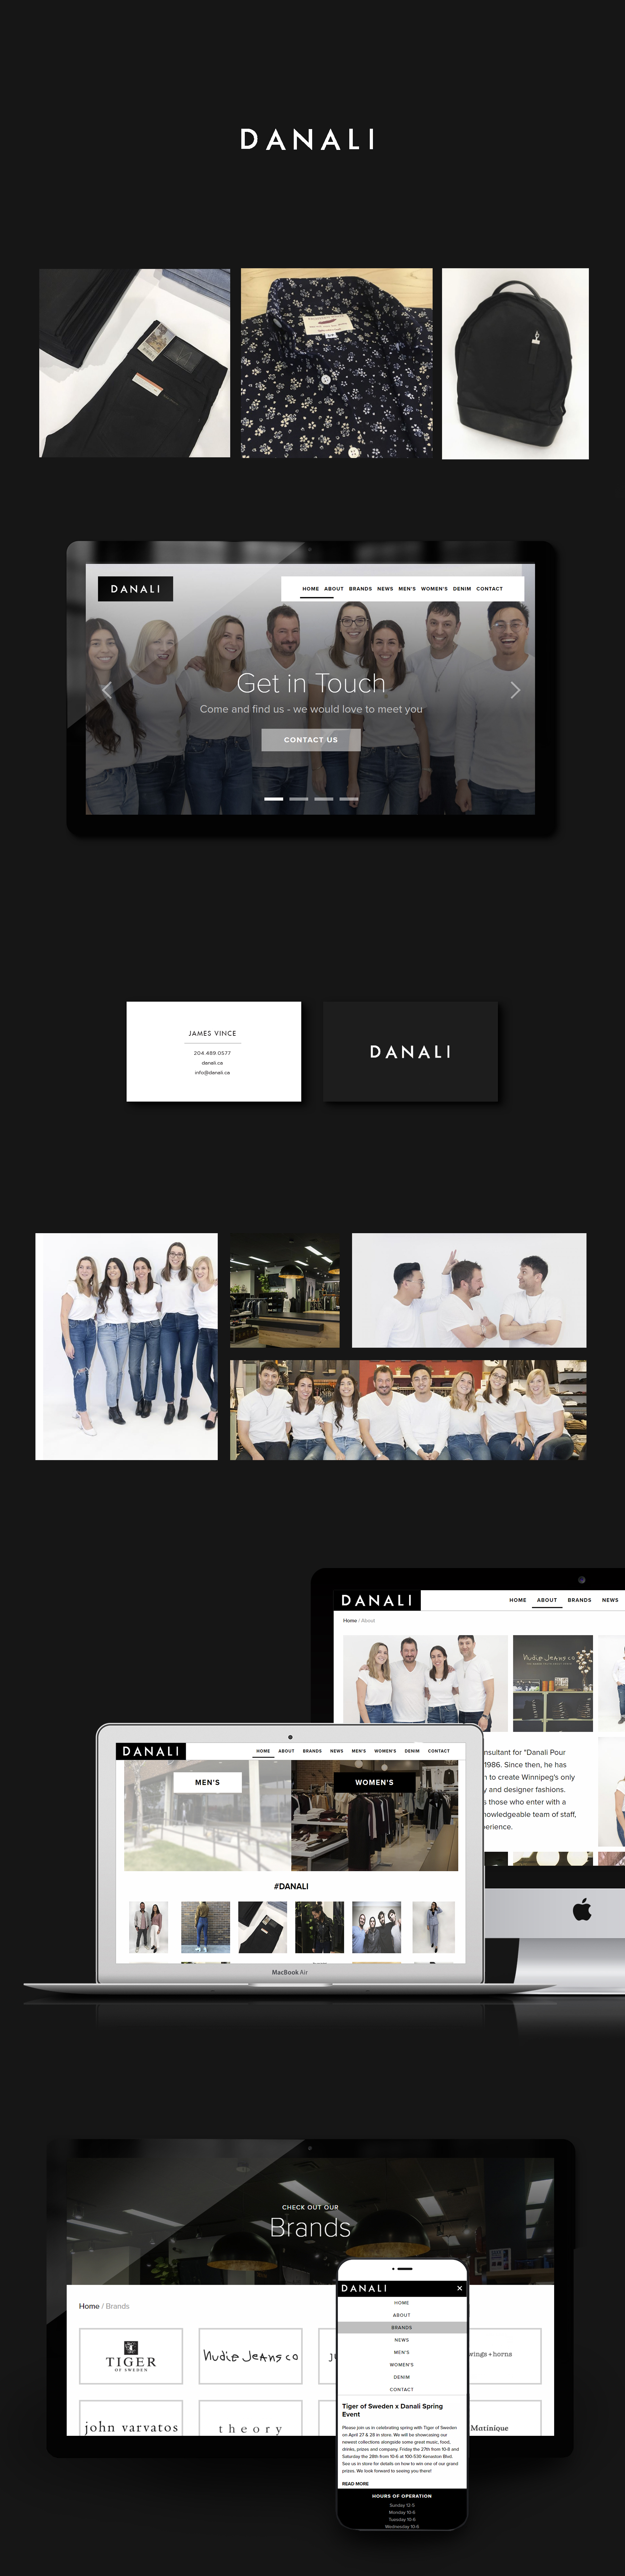 DANALI
DANALI
HOME ABOUT BRANDS NEWS MEN'S WOMEN'S DENIM CONTACT
Get in Touch
Come and find us - we would love to meet you
CONTACT US
JAMES VINCE
204.489.0577
danali.ca
info@danali.ca
DANALI
DANALI
HOME ABOUT BRANDS NEWS
Home / About
Nudie Jeans co
nsultant for "Danali Pour
1986. Since then, he has
n to create Winnipeg's only
y and designer fashions.
s those who enter with a
nowledgeable team of staff,
perience.
DANALI
HOME ABOUT BRANDS NEWS MEN'S WOMEN'S DENIM CONTACT
MEN'S
WOMEN'S
#DANALI
MacBook Air
CHECK OUT OUR
Brands
Home / Brands
TIGER
OF SWEDEN
Nudie Jeans co
wings+horns
john varvatos
theory
Matinique
DANALI
HOME
ABOUT
BRANDS
NEWS
MEN'S
WOMEN'S
DENIM
CONTACT
Tiger of Sweden x Danali Spring
Event
Please join us in celebrating spring with Tiger of Sweden
on April 27 & 28 in store. We will be showcasing our
newest collections alongside some great music, food,
drinks, prizes and company. Friday the 27th from 10-8 and
Saturday the 28th from 10-6 at 100-530 Kenaston Blvd.
See us in store for details on how to win one of our grand
prizes. We look forward to seeing you there!
READ MORE
HOURS OF OPERATION
Sunday 12-5
Monday 10-6
Tuesday 10-6
Wednesday 10-6